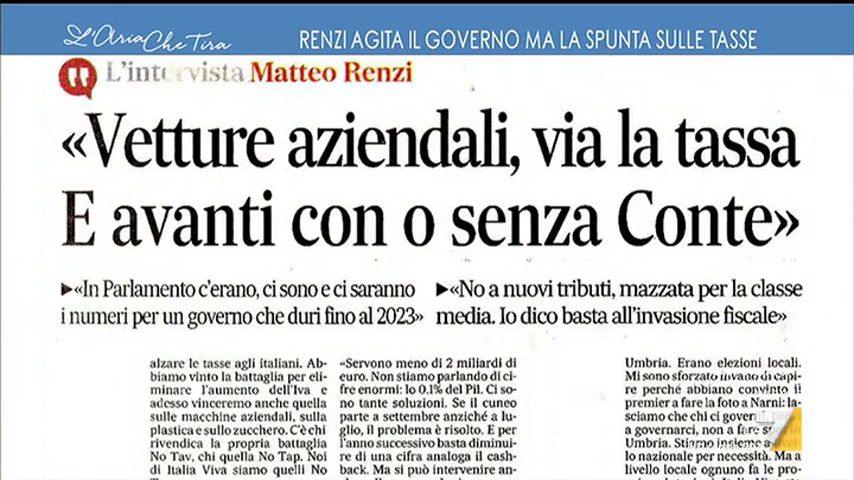 L'Aria Che Tira
RENZI AGITA IL GOVERNO MA LA SPUNTA SULLE TASSE
L'intervista Matteo Renzi
«Vetture aziendali, via la tassa
E avanti con o senza Conte»
«In Parlamento c'erano, ci sono e ci saranno
i numeri per un governo che duri fino al 2023»
«No a nuovi tributi, mazzata per la classe
media. Io dico basta all'invasione fiscale»
alzare le tasse agli italiani. Ab-
biamo vinto la battaglia per eli-
minare l'aumento dell'Iva e
adesso vinceremo anche quella
sulle macchine aziendali, sulla
plastica e sullo zucchero. C'è chi
rivendica la propria battaglia
No Tav, chi quella No Tap. Noi
di Italia Viva siamo quelli No
«Servono meno di 2 miliardi di
euro. Non stiamo parlando di ci-
fre enormi: lo 0,1% del Pil. Ci so-
no tante soluzioni. Se il cuneo
parte a settembre anziché a lu-
glio, il problema è risolto. E per
l'anno successivo basta diminui-
re di una cifra analoga il cash-
back. Ma si può intervenire an-
Umbria. Erano elezioni locali.
Mi sono sforzato invano di capi-
re perché abbiano convinto il
premier a fare la foto a Narni: la-
sciamo che chi ci governi
a governarci, non a fare
Umbria.
nazionale per necessità. Ma a
livello locale ognuno fa le pro-